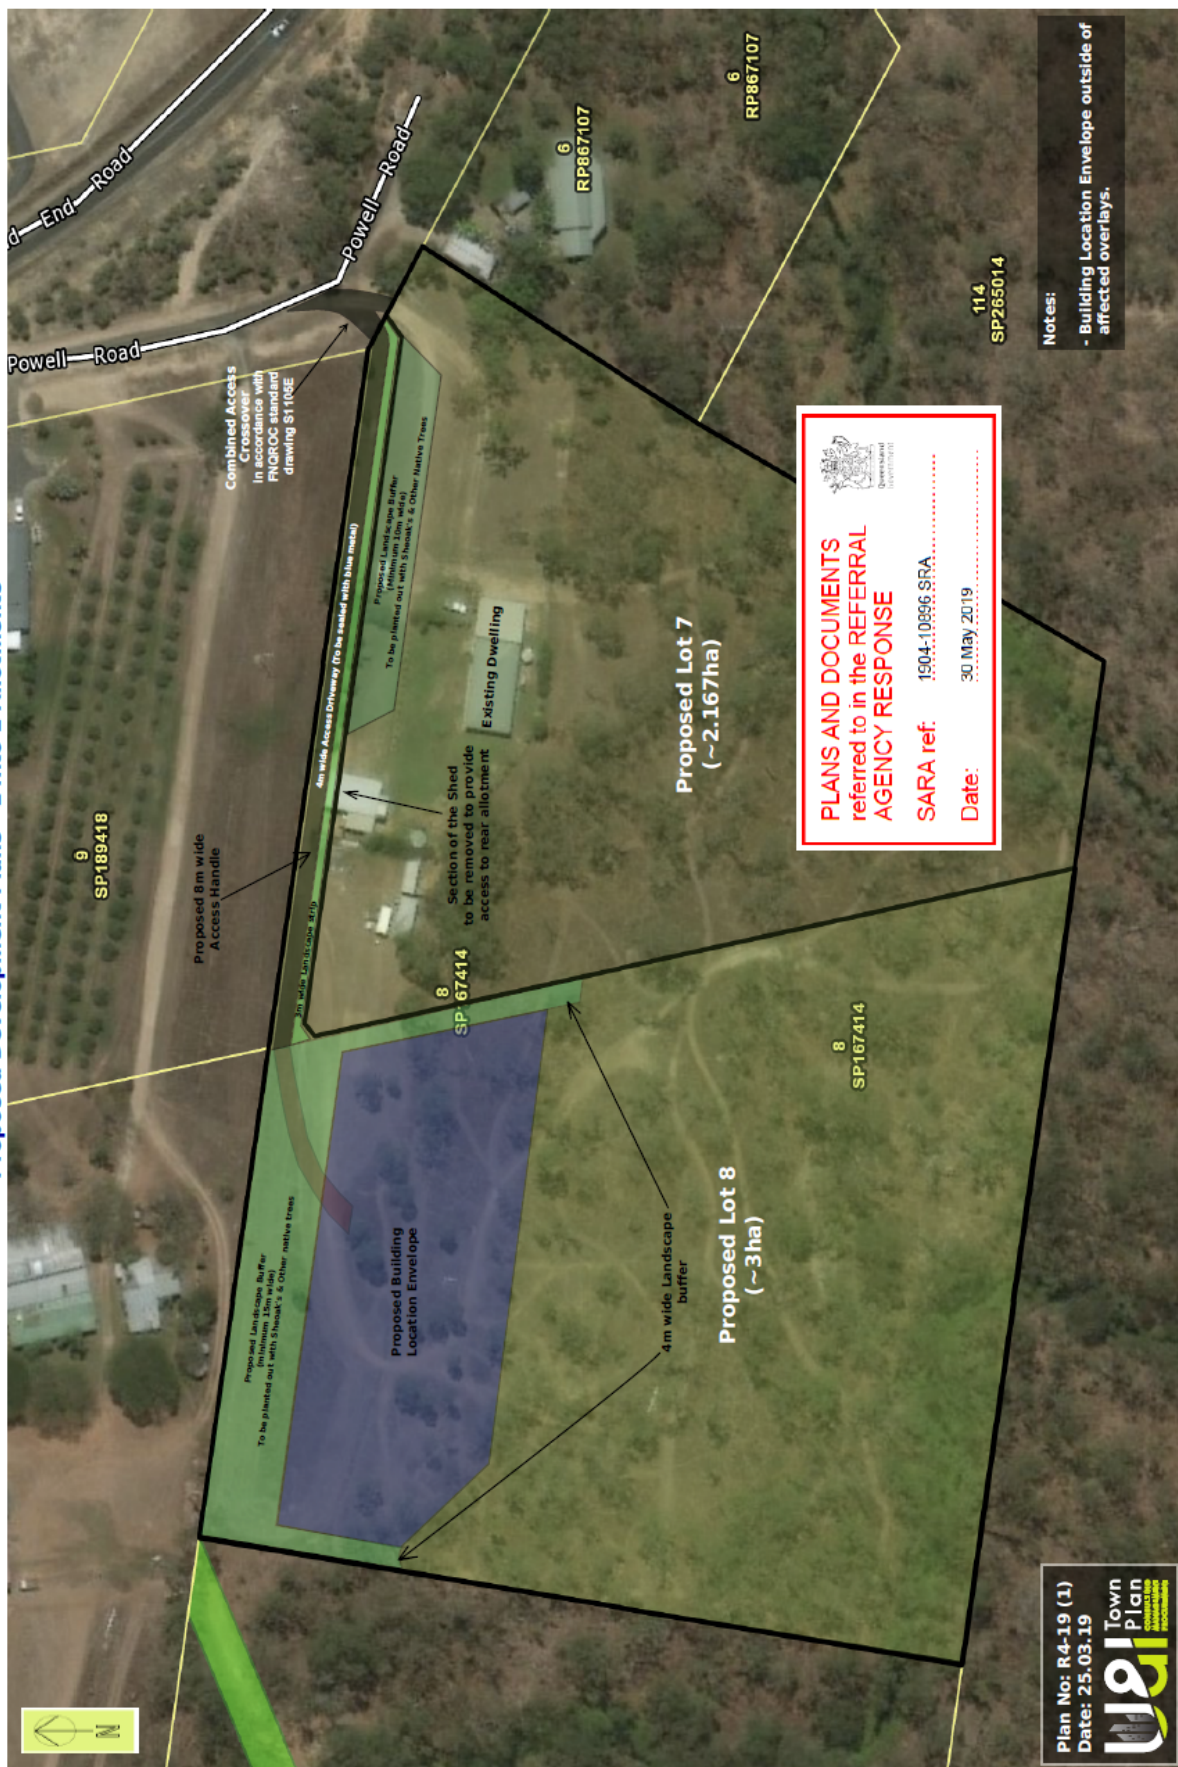 nd End Road
Powell Road
Powell Road
6
RP867107
6
RP867107
114
SP265014
9
SP189418
Combined Access
Crossover
In accordance with
FNQROC standard
drawing S1105E
4m wide Access Driveway (To be sealed with blue metal)
Proposed Landscape Buffer
(Minimum 10m wide)
To be planted out with Sheoak's & Other Native Trees
Existing Dwelling
Proposed 8m wide
Access Handle
3m wide Landscape strip
Section of the Shed
to be removed to provide
access to rear allotment
Proposed Lot 7
(~2.167ha)
8
SP167414
8
SP167414
Proposed Landscape Buffer
(minimum 15m wide)
To be planted out with Sheoak's & Other native trees
Proposed Building
Location Envelope
4m wide Landscape
buffer
Proposed Lot 8
(~3ha)
PLANS AND DOCUMENTS
referred to in the REFERRAL
AGENCY RESPONSE
SARA ref: 1904-10896 SRA
Date: 30 May 2019
Queensland
Government
Notes:
- Building Location Envelope outside of
affected overlays.
N
Plan No: R4-19 (1)
Date: 25.03.19
Town
Plan